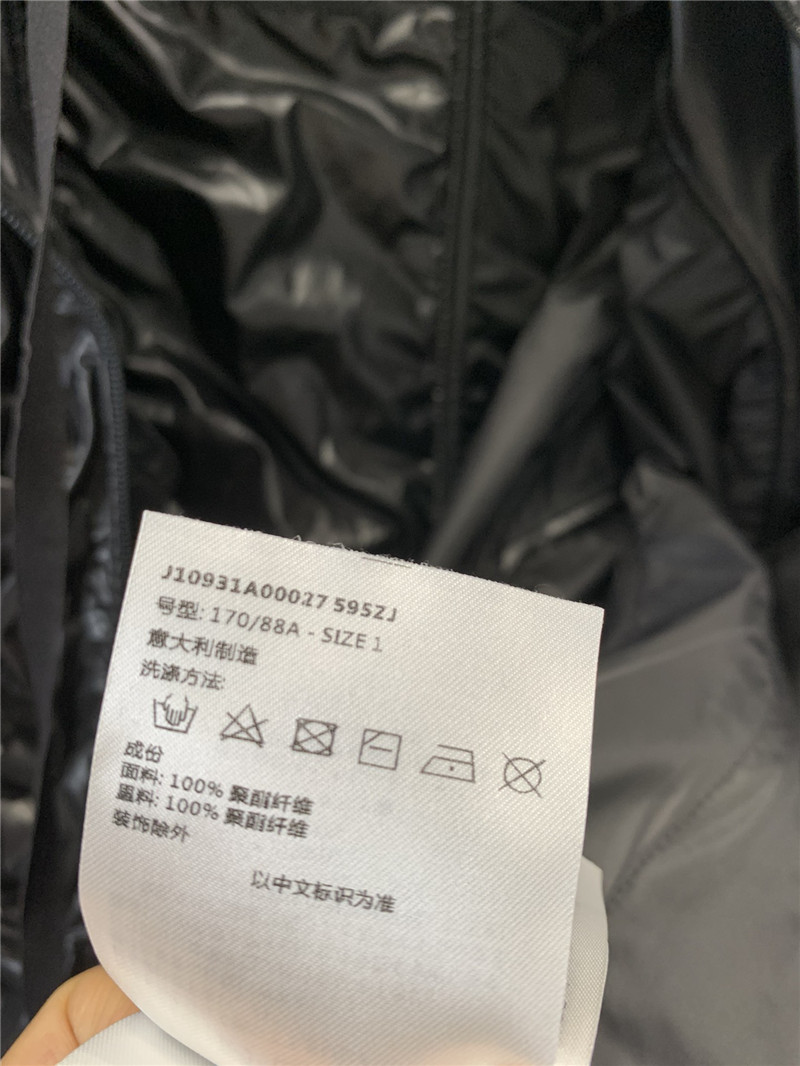 J10931A00027 595ZJ
号型: 170/88A - SIZE 1
意大利制造
洗涤方法:
成份
面料: 100% 聚酯纤维
里料: 100% 聚酯纤维
装饰除外
以中文标识为准